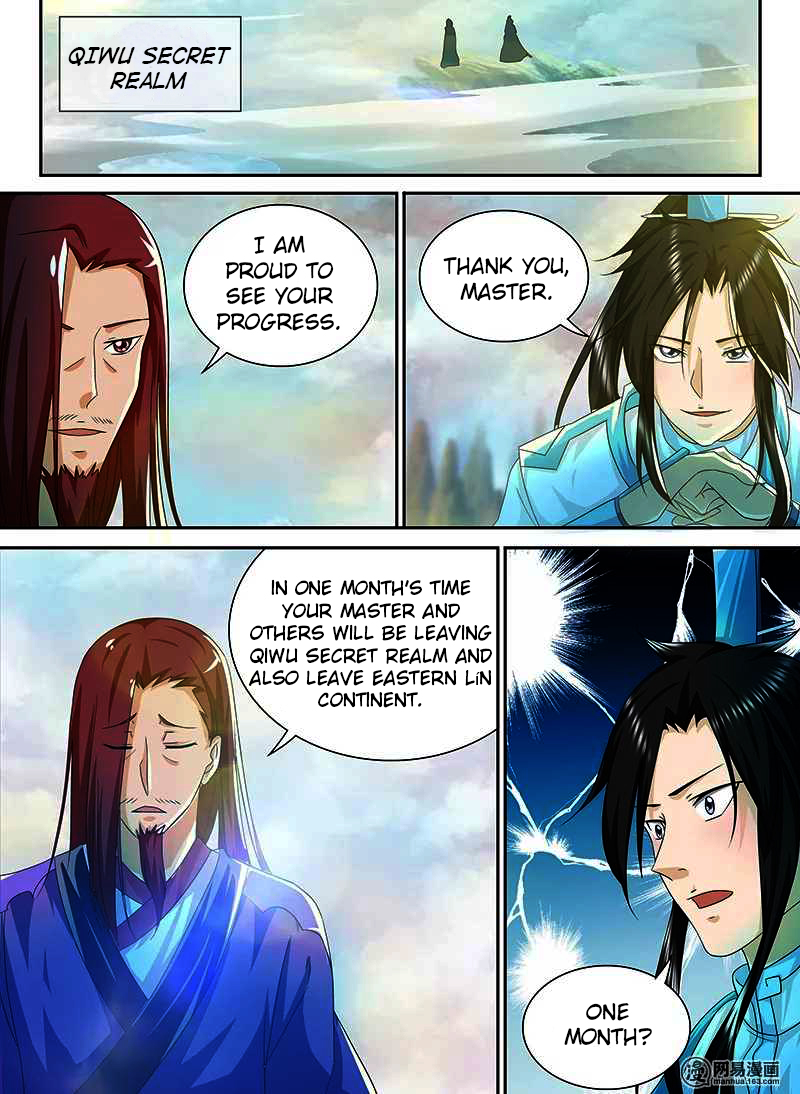 QIWU SECRET
REALM
I AM
PROUD TO
SEE YOUR
PROGRESS.
THANK YOU,
MASTER.
IN ONE MONTH'S TIME
YOUR MASTER AND
OTHERS WILL BE LEAVING
QIWU SECRET REALM AND
ALSO LEAVE EASTERN LiN
CONTINENT.
ONE
MONTH?
网易漫画
manhua.163.com